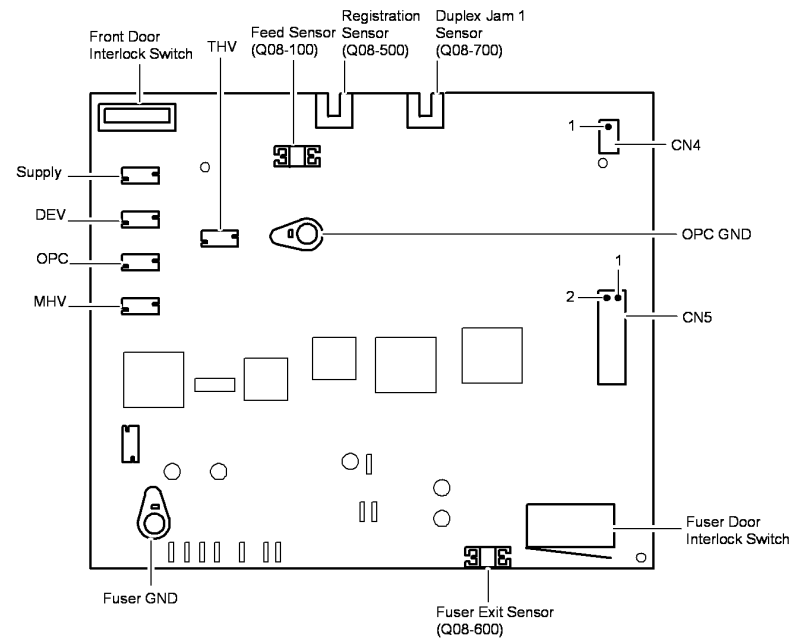 Front Door
Interlock Switch
THV
Feed Sensor
(Q08-100)
Registration
Sensor
(Q08-500)
Duplex Jam 1
Sensor
(Q08-700)
1
CN4
Supply
DEV
OPC
MHV
OPC GND
1
2
CN5
Fuser Door
Interlock Switch
Fuser GND
Fuser Exit Sensor
(Q08-600)